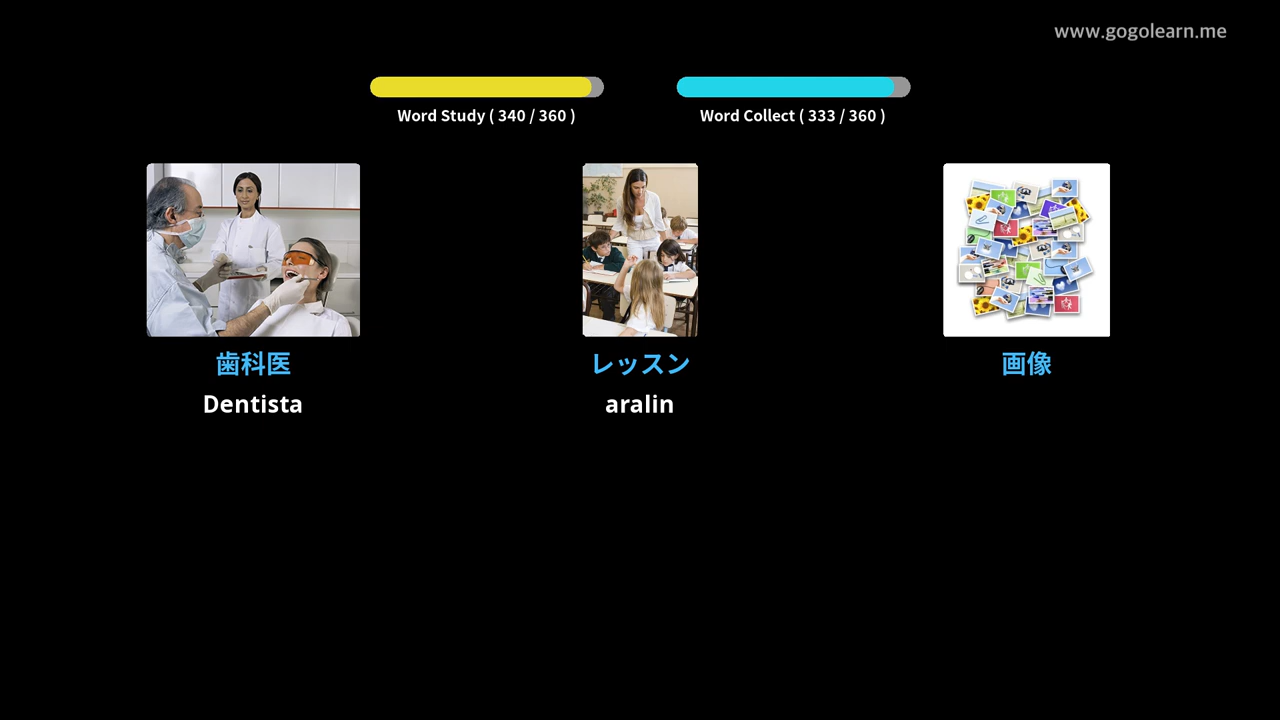 www.gogolearn.me
Word Study ( 340 / 360 )
Word Collect ( 333 / 360 )
歯科医
Dentista
レッスン
aralin
画像